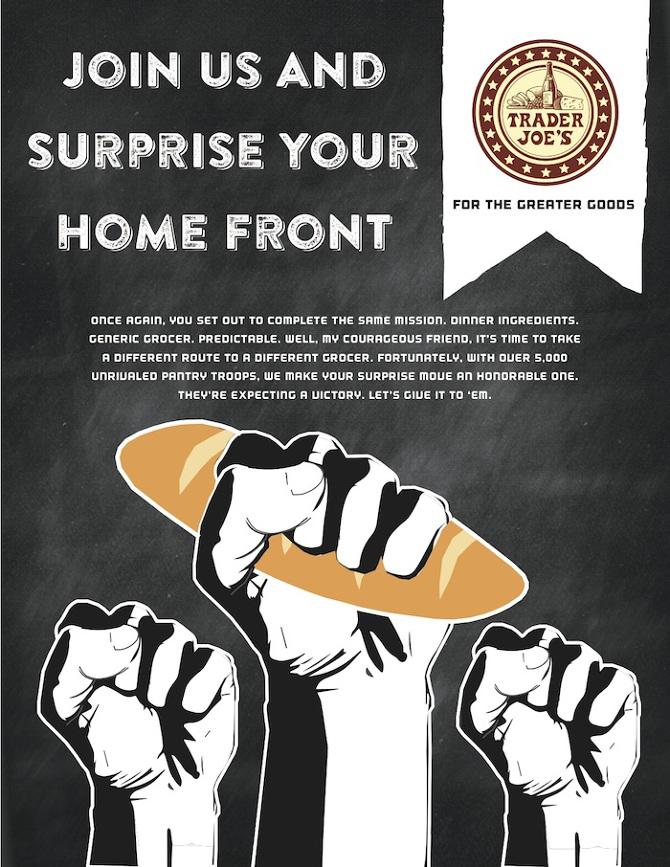 JOIN US AND
SURPRISE YOUR
HOME FRONT
TRADER
JOE'S
FOR THE GREATER GOODS
ONCE AGAIN, YOU SET OUT TO COMPLETE THE SAME MISSION. DINNER INGREDIENTS.
GENERIC GROCER. PREDICTABLE. WELL, MY COURAGEOUS FRIEND, IT'S TIME TO TAKE
A DIFFERENT ROUTE TO A DIFFERENT GROCER. FORTUNATELY, WITH OVER 5,000
UNRIVALED PANTRY TROOPS, WE MAKE YOUR SURPRISE MOVE AN HONORABLE ONE.
THEY'RE EXPECTING A VICTORY. LET'S GIVE IT TO 'EM.